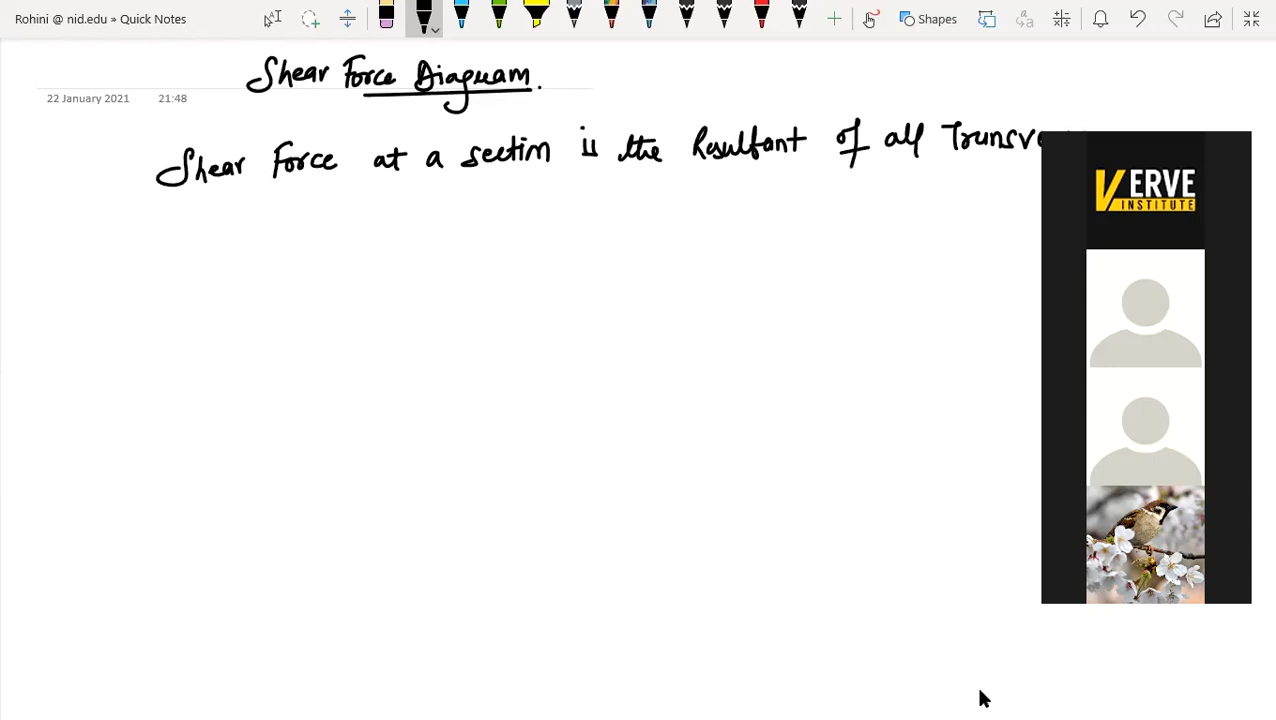 Rohini @ nid.edu » Quick Notes
Shapes
Shear Force Diagram.
22 January 2021 21:48
Shear Force at a section is the Resultant of all
VERVE
INSTITUTE